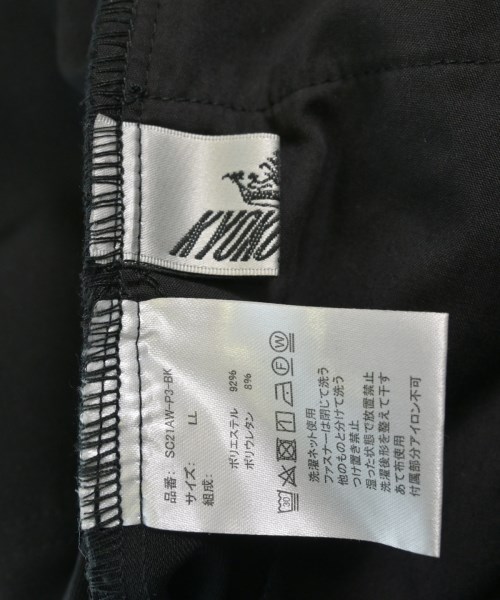 KYOKO
品番: SC21AW-P3-BK
サイズ: LL
組成:
ポリエステル 92%
ポリウレタン 8%
30
F W
洗濯ネット使用
ファスナーは閉じて洗う
他のものと分けて洗う
つけ置き禁止
湿った状態で放置禁止
洗濯後形を整えて干す
あて布使用
付属部分アイロン不可